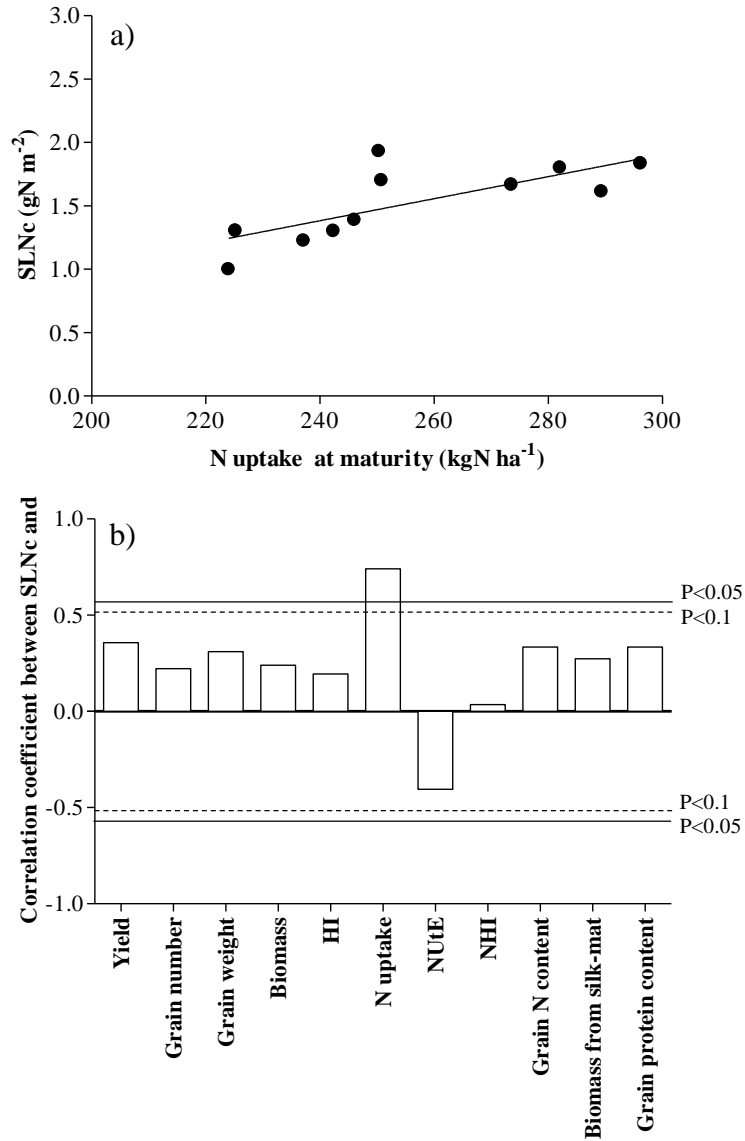 a)
3.0
2.5
2.0
1.5
1.0
0.5
0.0
SLNc (gN m-2)
200
220
240
260
280
300
N uptake at maturity (kgN ha-1)
b)
Correlation coefficient between SLNc and
1.0
0.5
0.0
-0.5
-1.0
P<0.05
P<0.1
P<0.1
P<0.05
Yield
Grain number
Grain weight
Biomass
HI
N uptake
NUtE
NHI
Grain N content
Biomass from silk-mat
Grain protein content